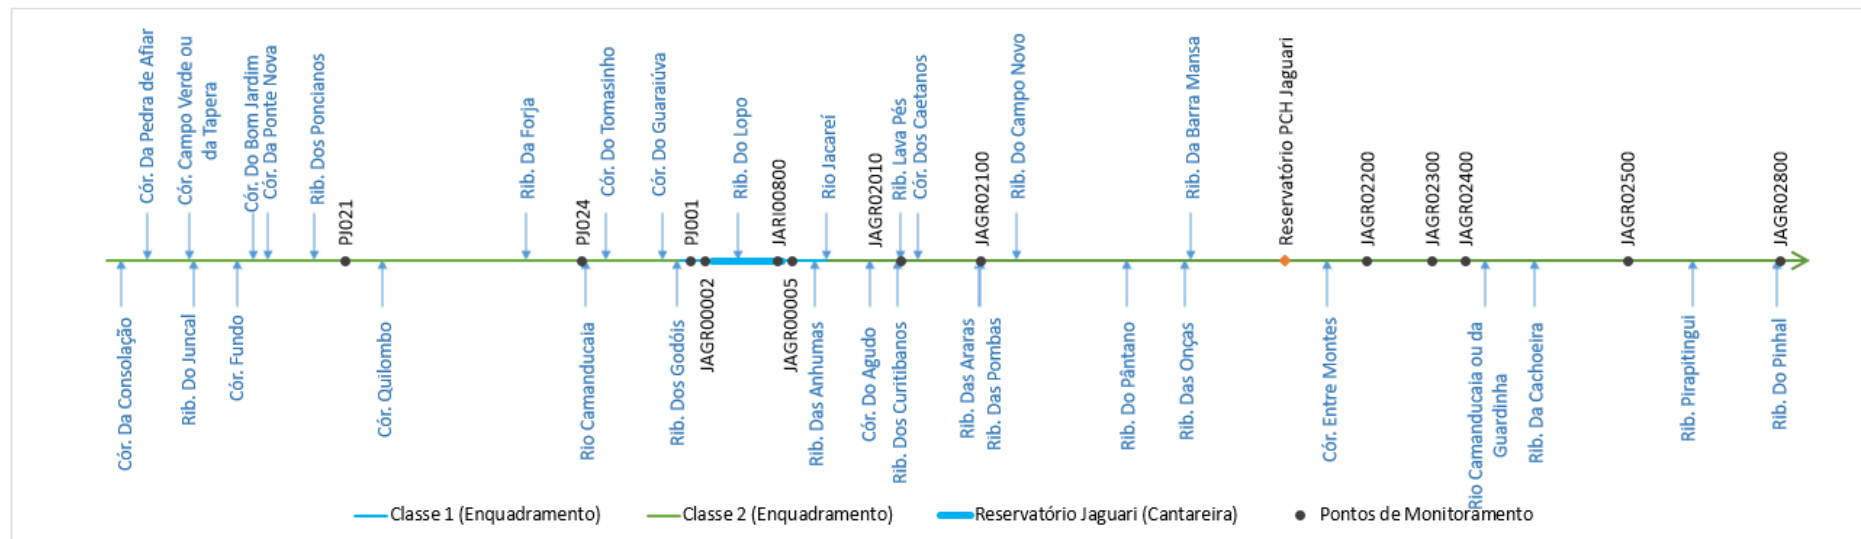 Cór. Da Pedra de Afiar
Cór. Campo Verde ou
da Tapera
Cór. Do Bom Jardim
Cór. Da Ponte Nova
Rib. Dos Poncianos
PJ021
Rib. Da Forja
PJ024
Cór. Do Tomasinho
Cór. Do Guaraiúva
PJ001
Rib. Do Lopo
JARI00800
Rio Jacareí
JAGR02010
Rib. Lava Pés
Cór. Dos Caetanos
JAGR02100
Rib. Do Campo Novo
Rib. Da Barra Mansa
Reservatório PCH Jaguari
JAGR02200
JAGR02300
JAGR02400
JAGR02500
JAGR02800
Cór. Da Consolação
Rib. Do Juncal
Cór. Fundo
Cór. Quilombo
Rio Camanducaia
Rib. Dos Godóis
JAGR00002
JAGR00005
Rib. Das Anhumas
Cór. Do Agudo
Rib. Dos Curitibanos
Rib. Das Araras
Rib. Das Pombas
Rib. Do Pântano
Rib. Das Onças
Cór. Entre Montes
Rio Camanducaia ou da
Guardinha
Rib. Da Cachoeira
Rib. Pirapitingui
Rib. Do Pinhal
Classe 1 (Enquadramento)
Classe 2 (Enquadramento)
Reservatório Jaguari (Cantareira)
Pontos de Monitoramento